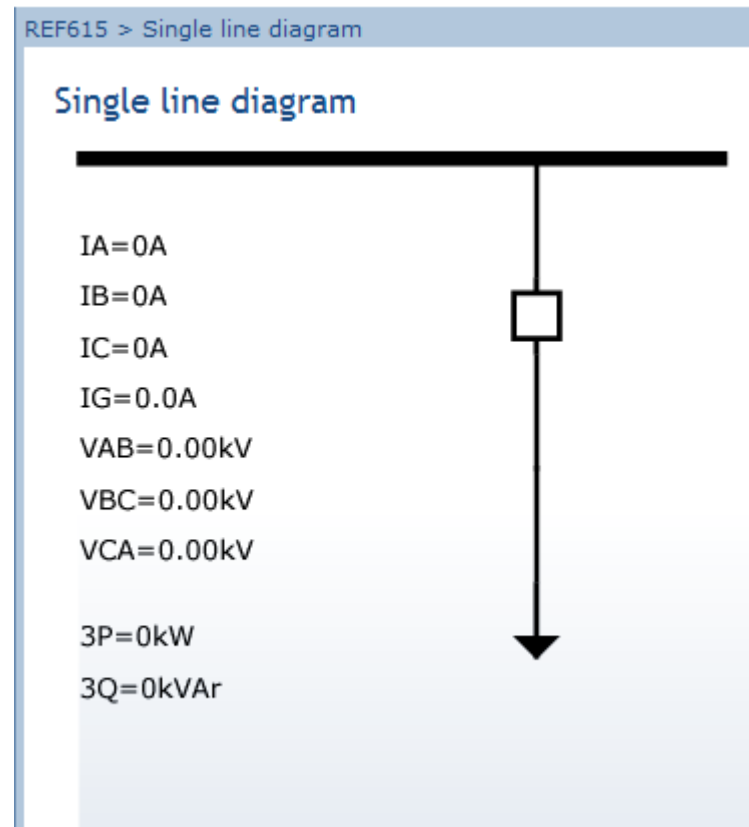 REF615 > Single line diagram
Single line diagram
IA=0A
IB=0A
IC=0A
IG=0.0A
VAB=0.00kV
VBC=0.00kV
VCA=0.00kV
3P=0kW
3Q=0kVAr